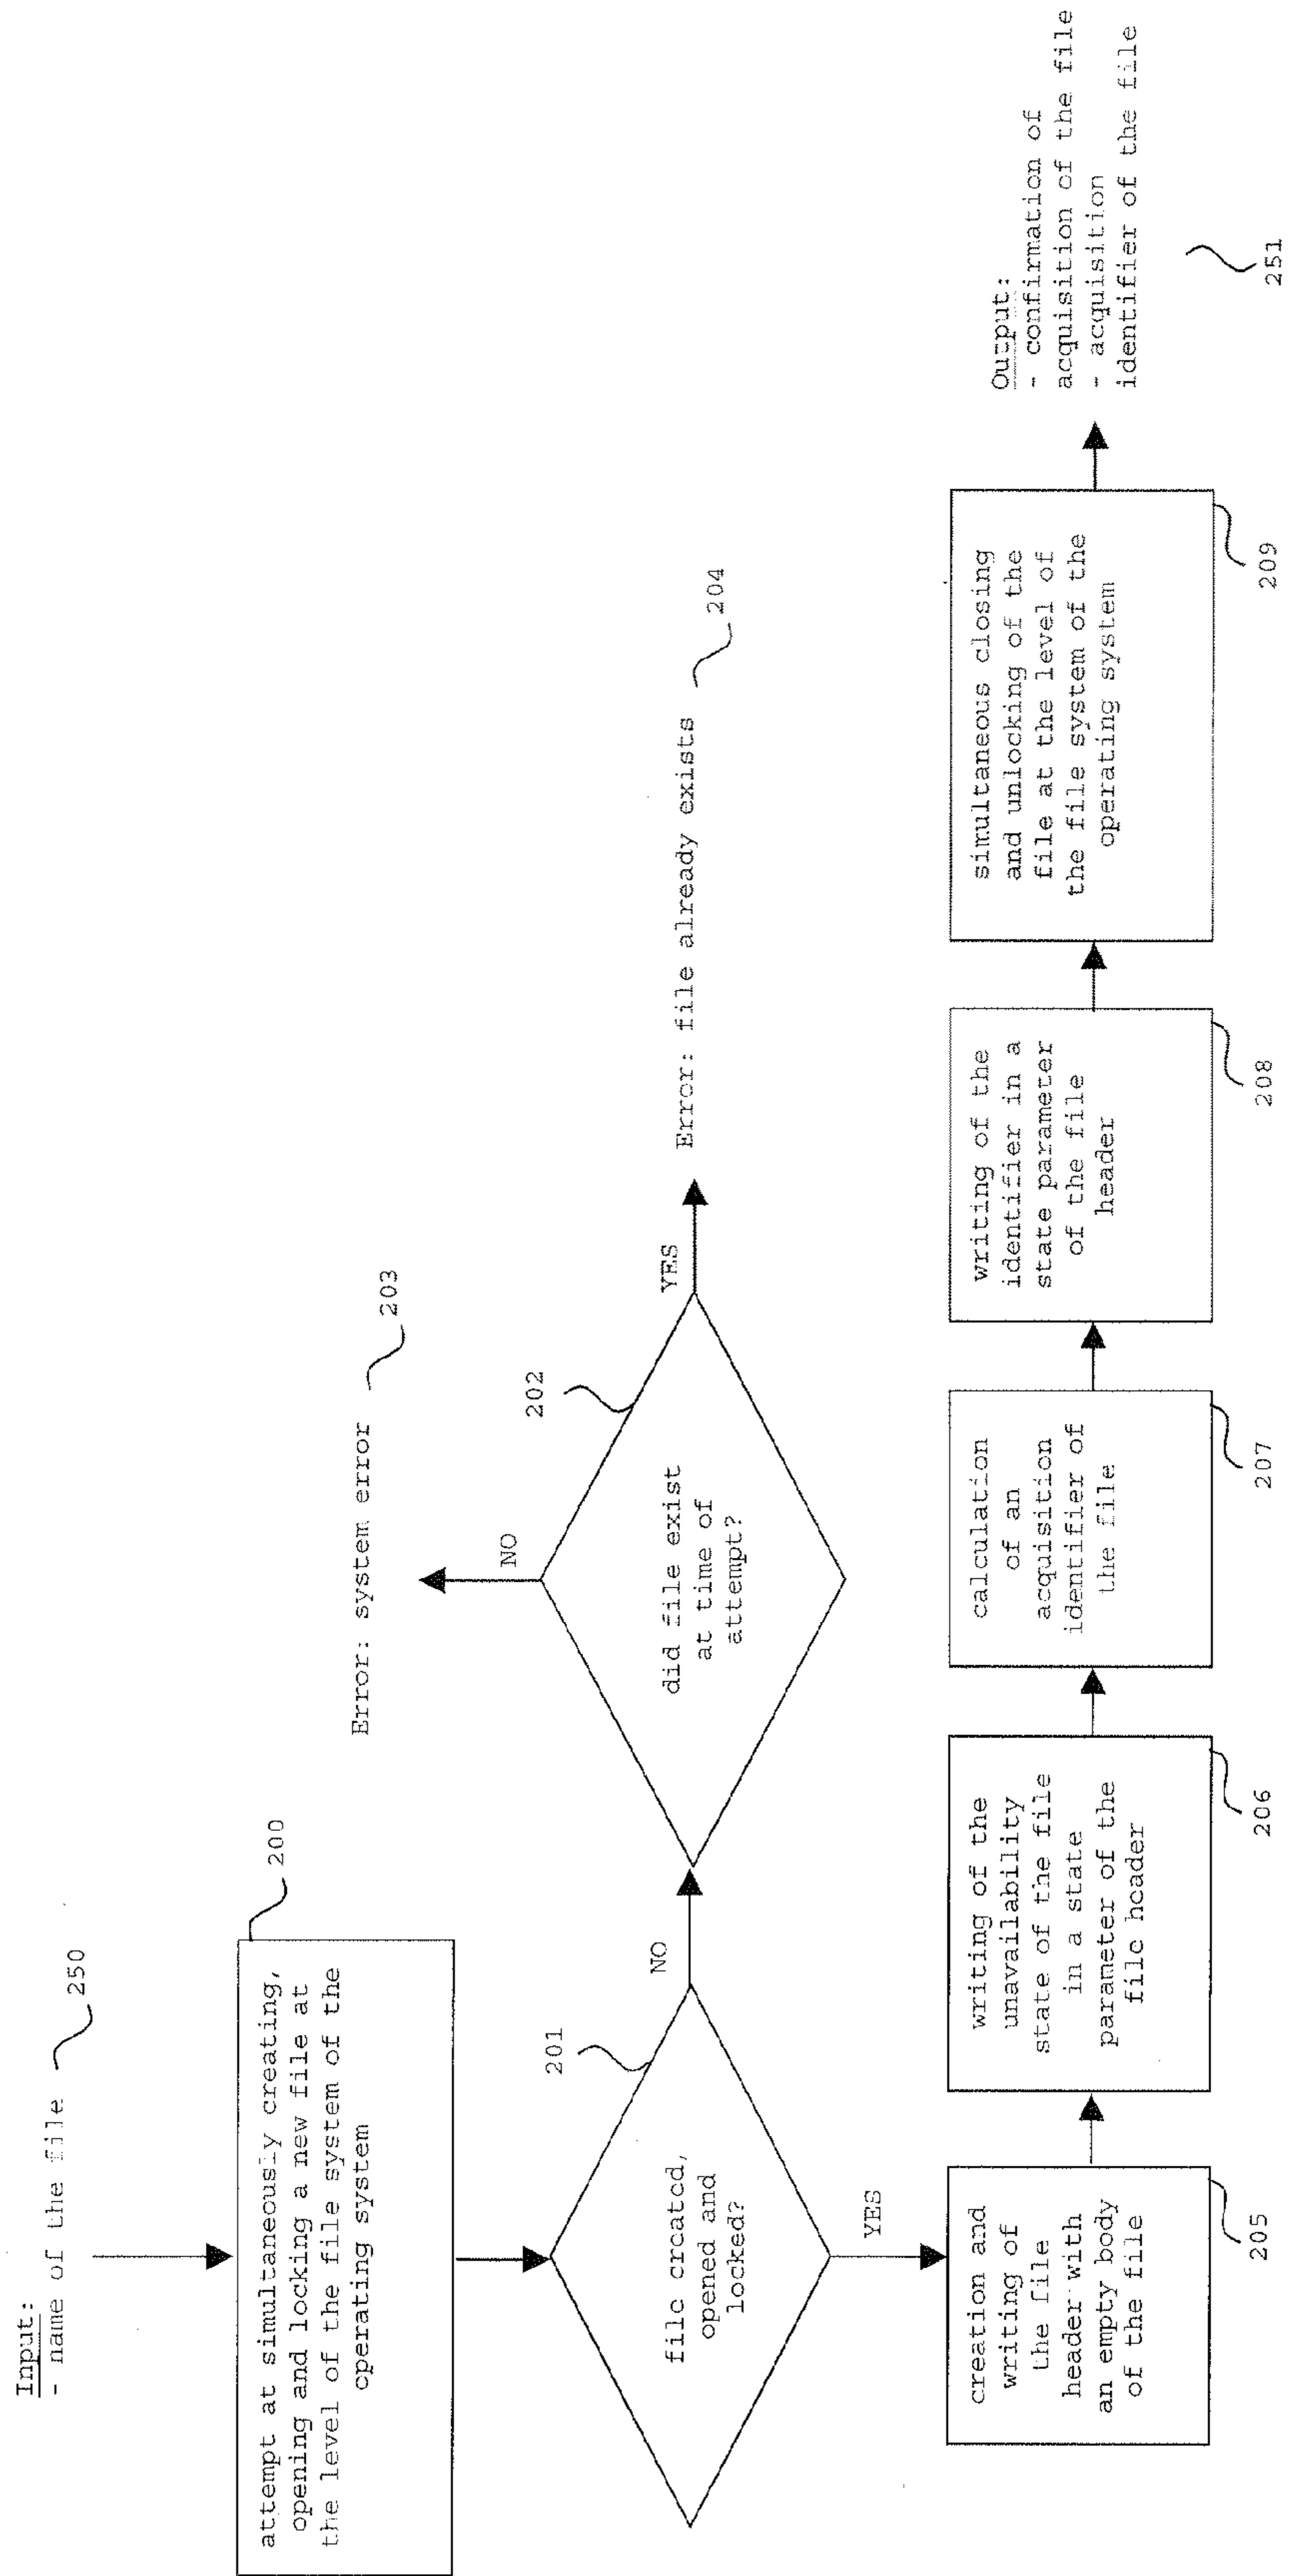 Input:
- name of the file
250
200
attempt at simultaneously creating,
opening and locking a new file at
the level of the file system of the
operating system
201
file created,
opened and
locked?
NO
YES
202
did file exist
at time of
attempt?
NO
Error: system error
203
YES
Error: file already exists
204
creation and
writing of
the file
header with
an empty body
of the file
205
writing of the
unavailability
state of the file
in a state
parameter of the
file header
206
calculation
of an
acquisition
identifier of
the file
207
writing of the
identifier in a
state parameter
of the file
header
208
simultaneous closing
and unlocking of the
file at the level of
the file system of the
operating system
209
Output:
- confirmation of
acquisition of the file
- acquisition
identifier of the file
251